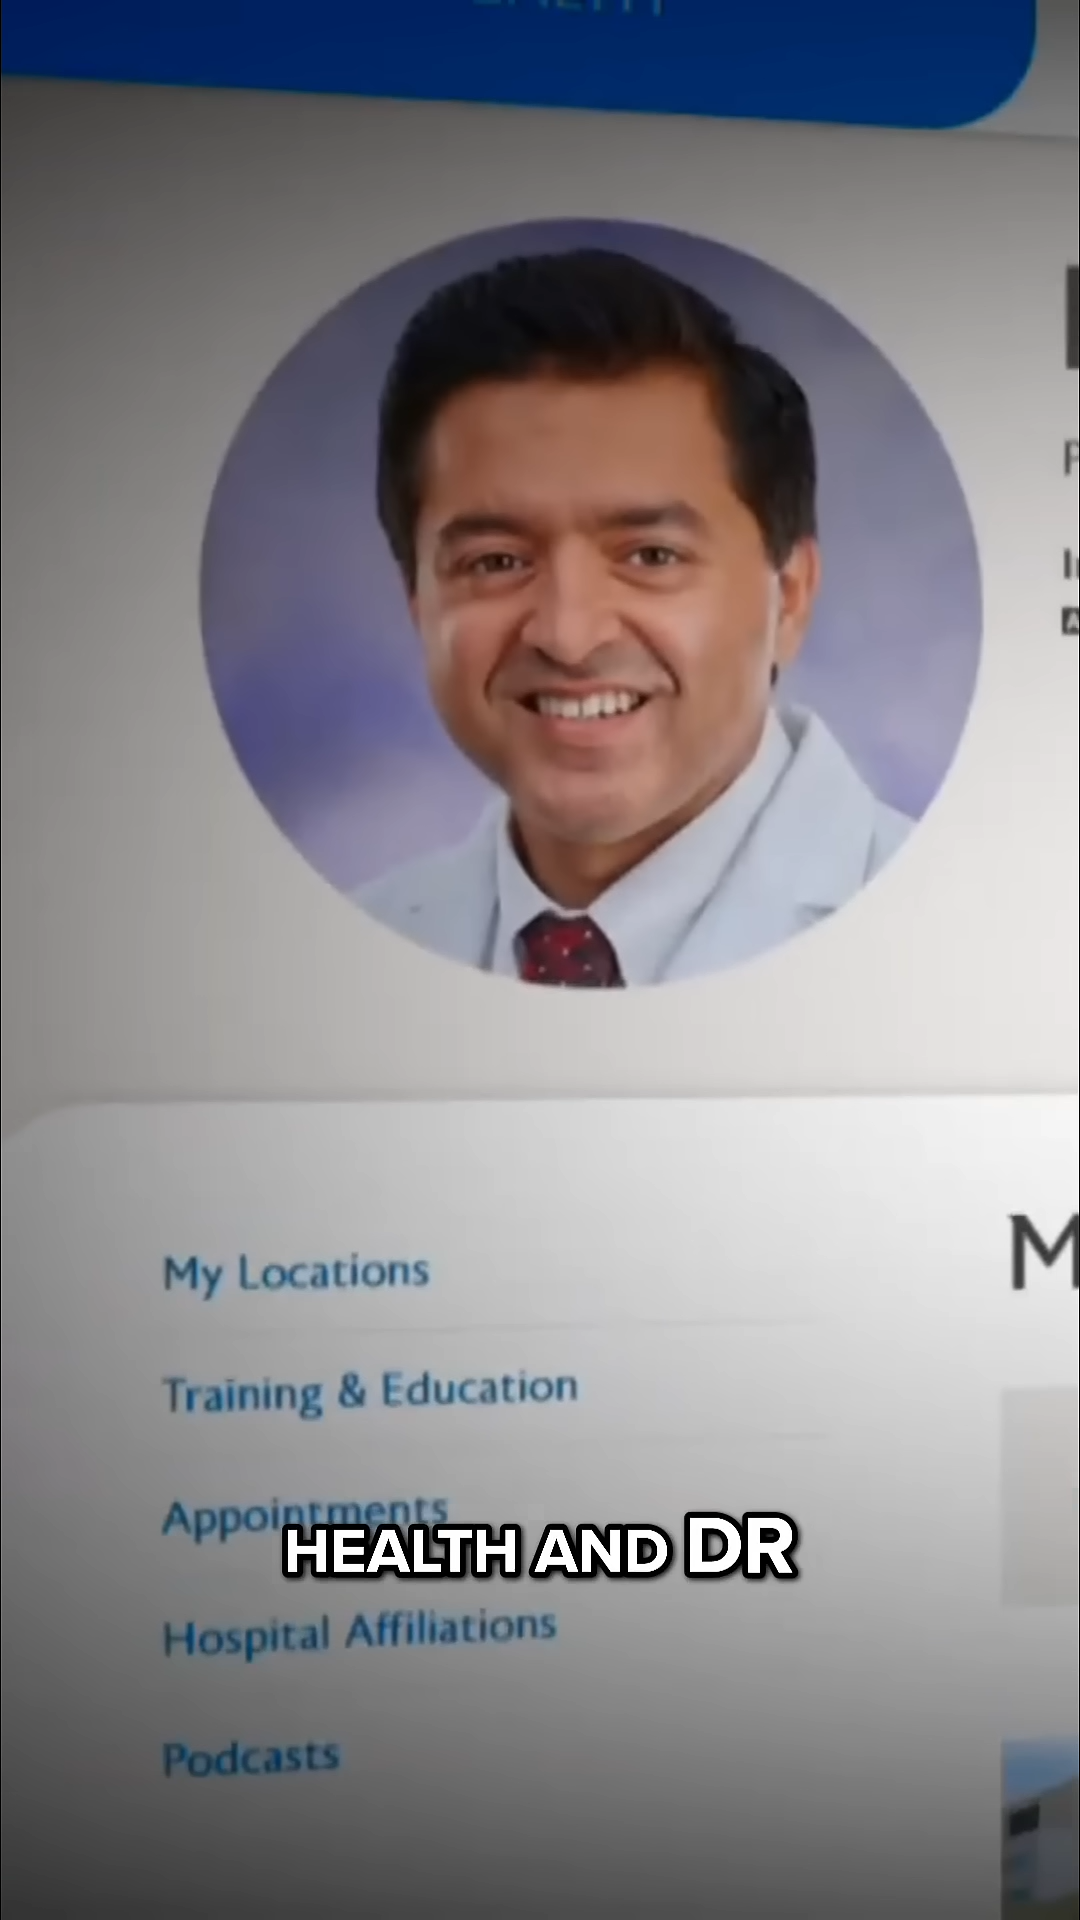 My Locations
Training & Education
Appointments
HEALTH AND DR
Hospital Affiliations
Podcasts